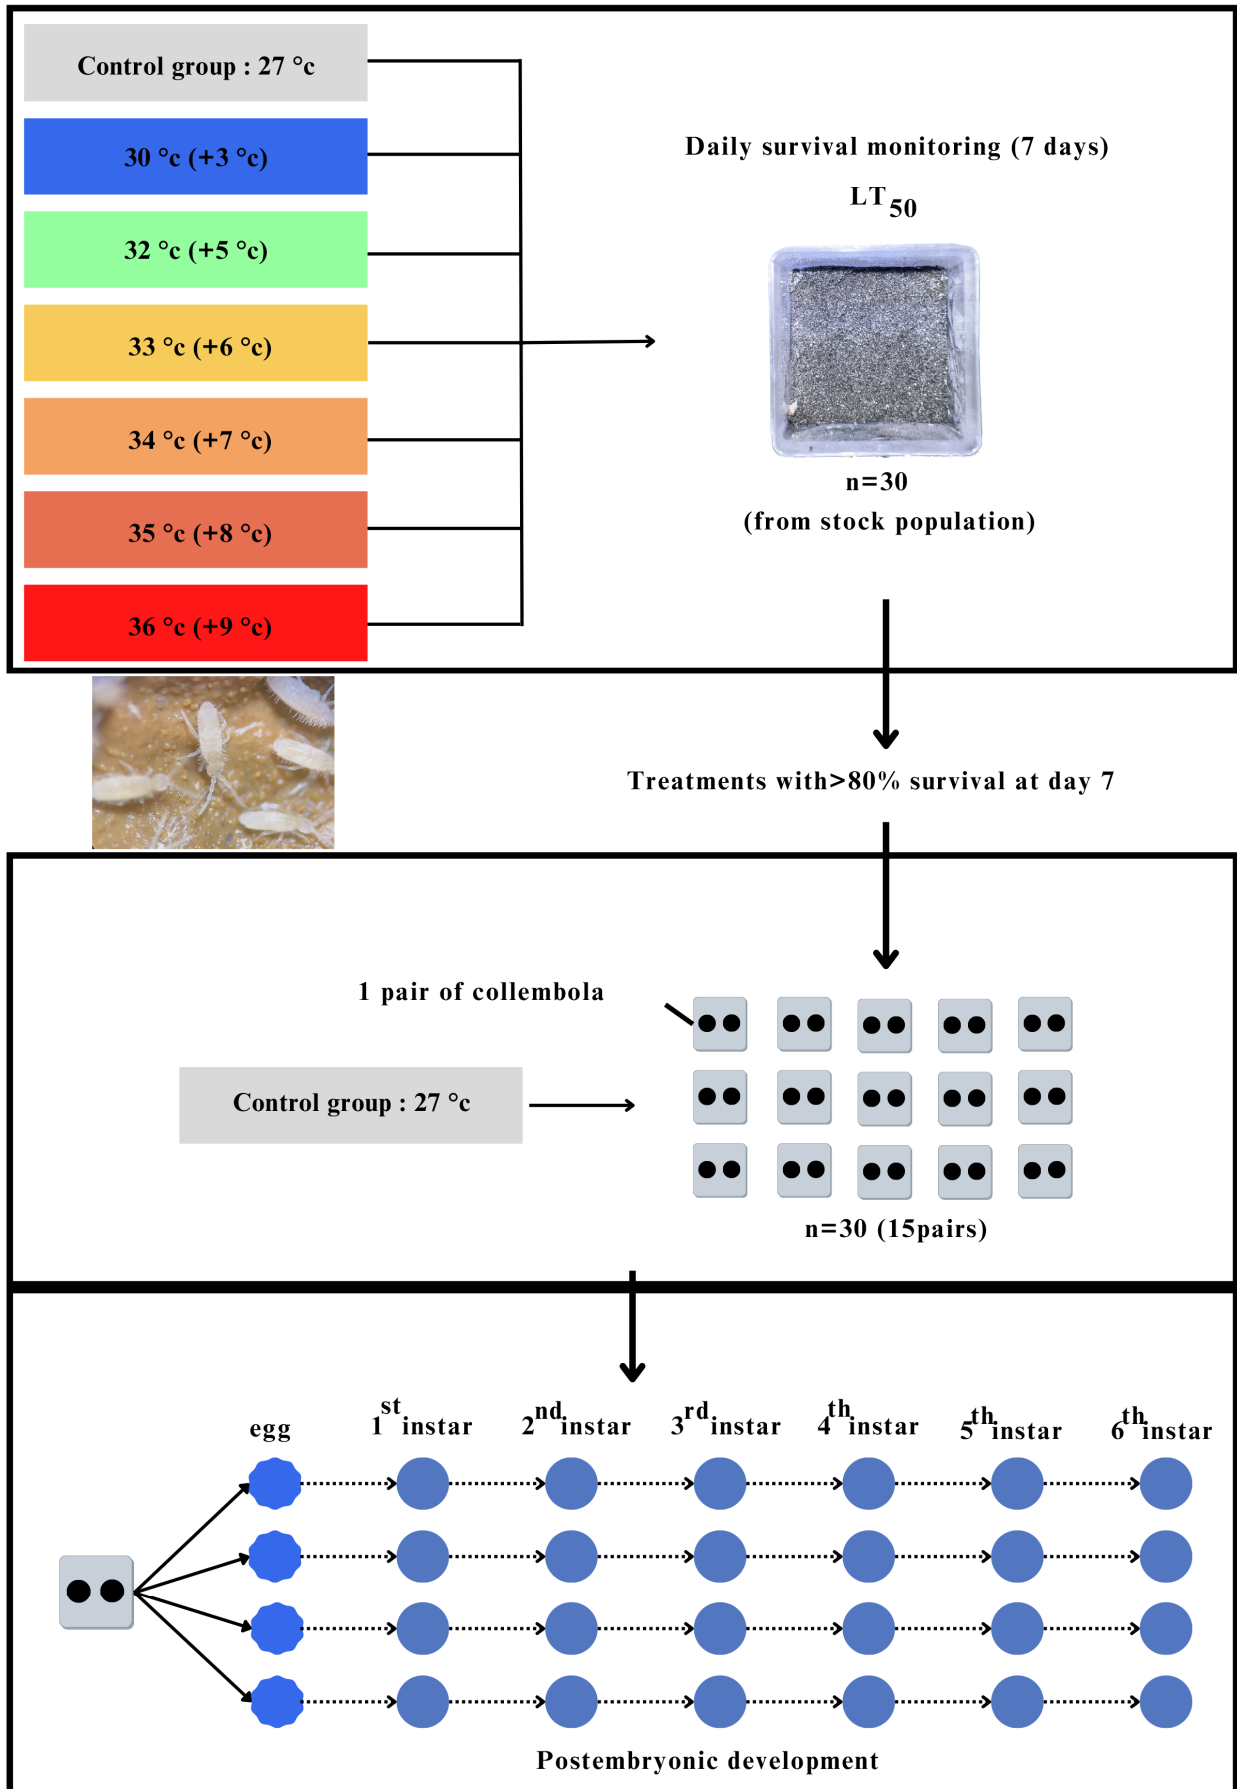 Control group : 27 °c
30 °c (+3 °c)
32 °c (+5 °c)
33 °c (+6 °c)
34 °c (+7 °c)
35 °c (+8 °c)
36 °c (+9 °c)
Daily survival monitoring (7 days)
LT50
n=30
(from stock population)
Treatments with>80% survival at day 7
1 pair of collembola
Control group : 27 °c
n=30 (15pairs)
egg 1st instar 2nd instar 3rd instar 4th instar 5th instar 6th instar
Postembryonic development